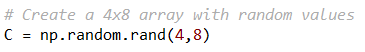 # Create a 4x8 array with random values
C = np.random.rand(4,8)